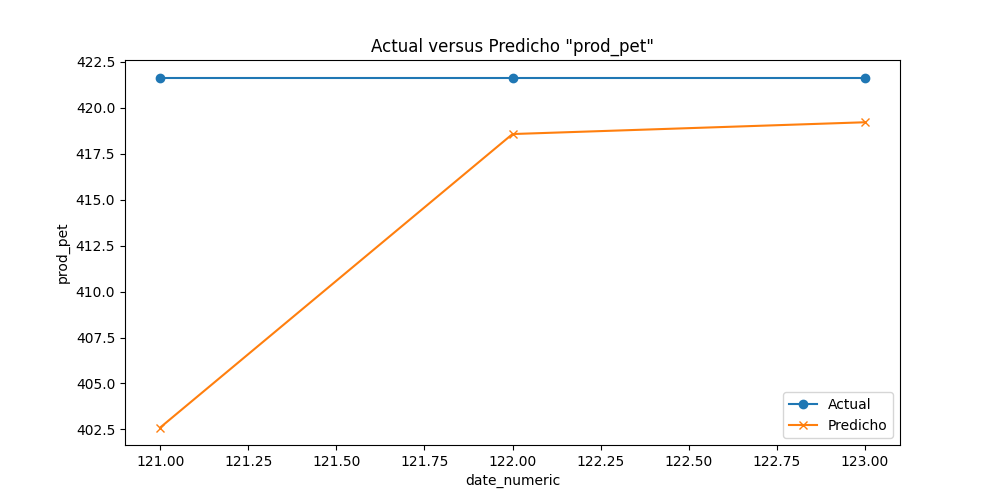 Actual versus Predicho "prod_pet"
422.5
420.0
417.5
415.0
412.5
410.0
407.5
405.0
402.5
prod_pet
Actual
Predicho
121.00 121.25 121.50 121.75 122.00 122.25 122.50 122.75 123.00
date_numeric